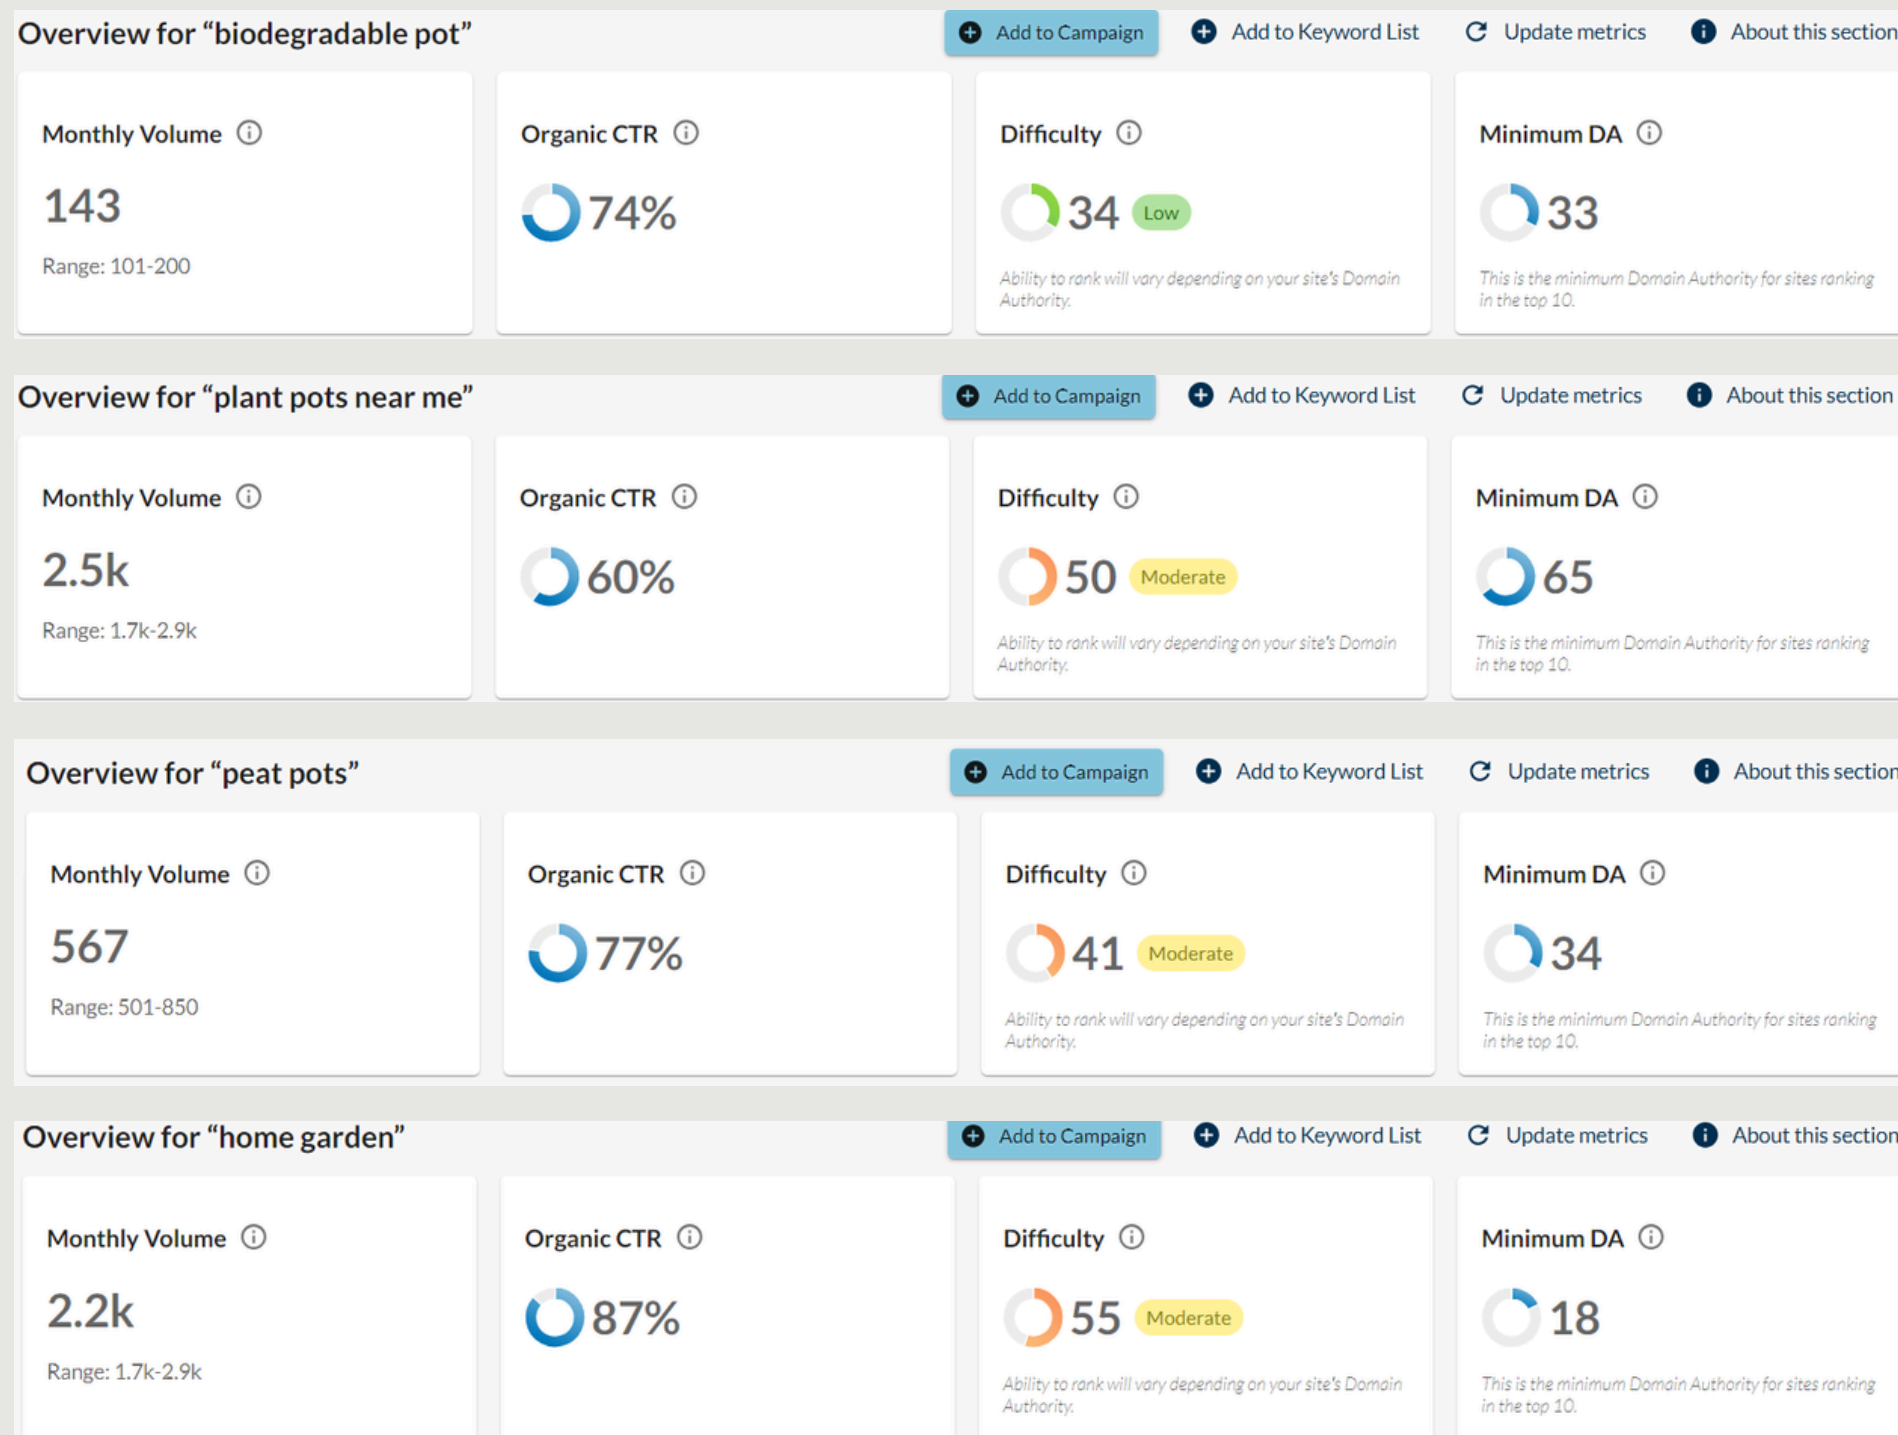 Overview for “biodegradable pot”
Add to Campaign
Add to Keyword List
Update metrics
About this section
Monthly Volume
143
Range: 101-200
Organic CTR
74%
Difficulty
34 Low
Ability to rank will vary depending on your site's Domain
Authority.
Minimum DA
33
This is the minimum Domain Authority for sites ranking
in the top 10.
Overview for “plant pots near me”
Add to Campaign
Add to Keyword List
Update metrics
About this section
Monthly Volume
2.5k
Range: 1.7k-2.9k
Organic CTR
60%
Difficulty
50 Moderate
Ability to rank will vary depending on your site's Domain
Authority.
Minimum DA
65
This is the minimum Domain Authority for sites ranking
in the top 10.
Overview for “peat pots”
Add to Campaign
Add to Keyword List
Update metrics
About this section
Monthly Volume
567
Range: 501-850
Organic CTR
77%
Difficulty
41 Moderate
Ability to rank will vary depending on your site's Domain
Authority.
Minimum DA
34
This is the minimum Domain Authority for sites ranking
in the top 10.
Overview for “home garden”
Add to Campaign
Add to Keyword List
Update metrics
About this section
Monthly Volume
2.2k
Range: 1.7k-2.9k
Organic CTR
87%
Difficulty
55 Moderate
Ability to rank will vary depending on your site's Domain
Authority.
Minimum DA
18
This is the minimum Domain Authority for sites ranking
in the top 10.